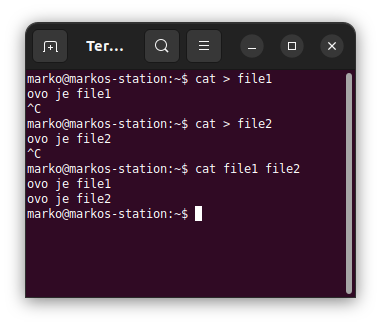 Ter...
marko@markos-station:~$ cat > file1
ovo je file1
^C
marko@markos-station:~$ cat > file2
ovo je file2
^C
marko@markos-station:~$ cat file1 file2
ovo je file1
ovo je file2
marko@markos-station:~$